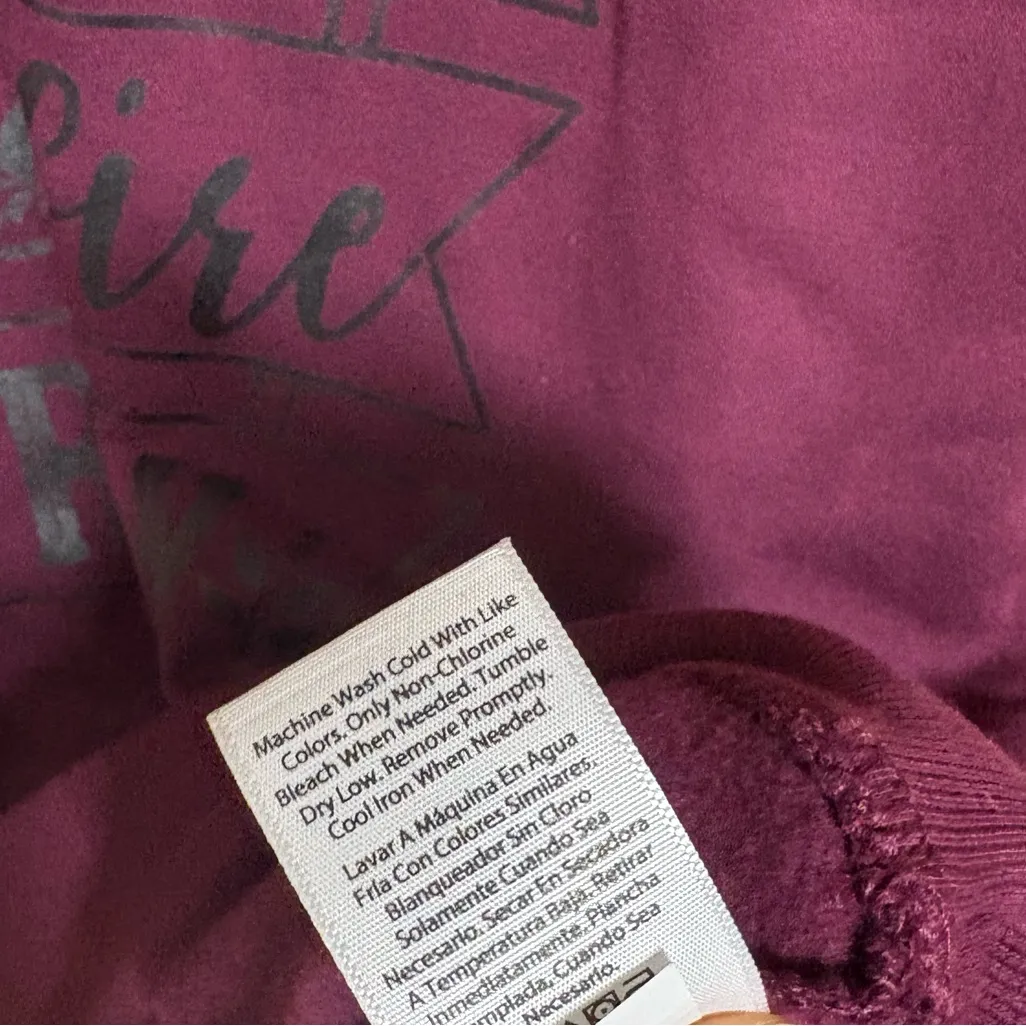 ire
Machine Wash Cold With Like
Colors. Only Non-Chlorine
Bleach When Needed. Tumble
Dry Low. Remove Promptly.
Cool Iron When Needed.
Lavar A Máquina En Agua
Fría Con Colores Similares.
Blanqueador Sin Cloro
Solamente Cuando Sea
Necesario. Secar En Secadora
A Temperatura Baja. Retirar
Inmediatamente. Plancha
mplada, Cuando Sea
Necesario.